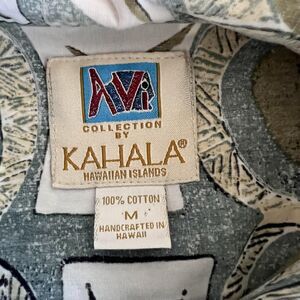 AVi
COLLECTION
BY
KAHALA®
HAWAIIAN ISLANDS
100% COTTON
M
HANDCRAFTED IN
HAWAII